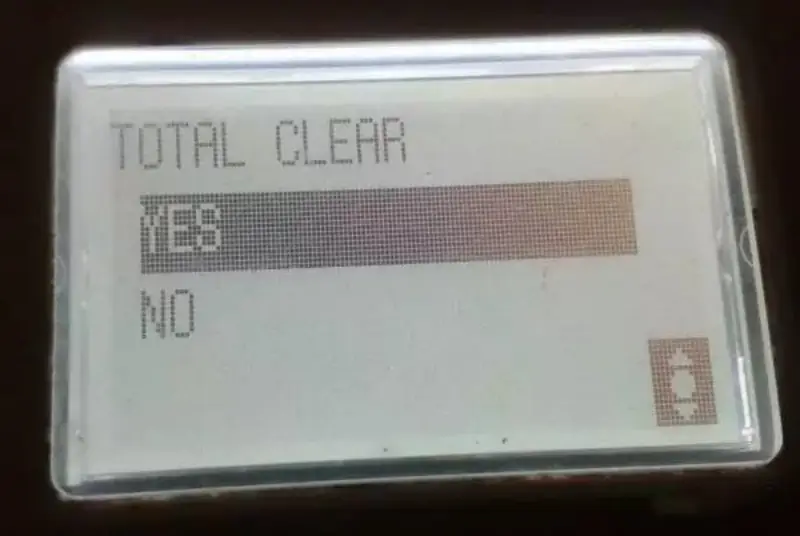 TOTAL CLEAR
YES
NO